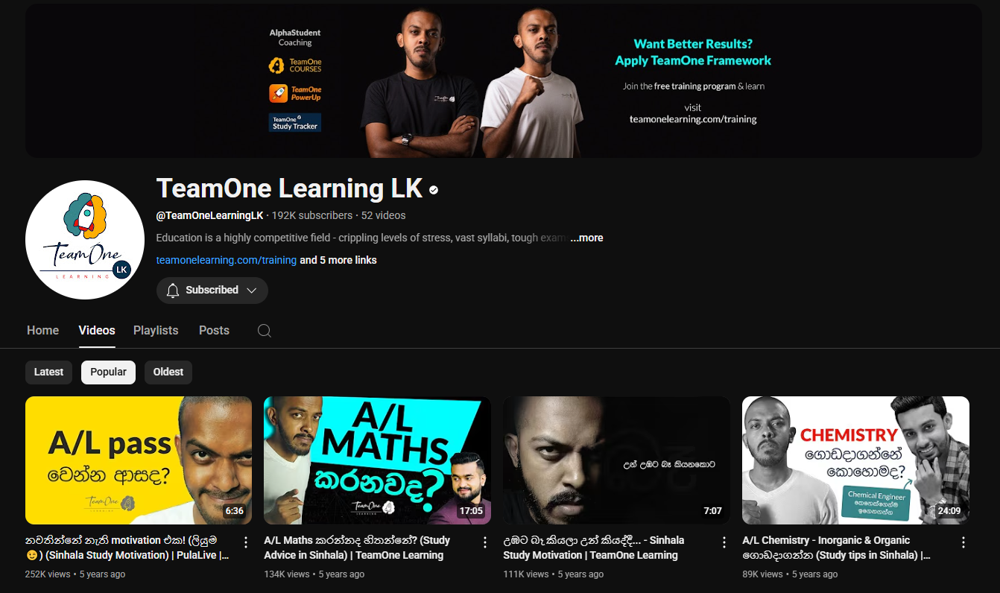 AlphaStudent
Coaching
TeamOne
COURSES
TeamOne
PowerUp
TeamOne
Study Tracker
Want Better Results?
Apply TeamOne Framework
Join the free training program & learn
visit
teamonelearning.com/training
TeamOne
LEARNING
LK
TeamOne Learning LK
@TeamOneLearningLK · 192K subscribers · 52 videos
Education is a highly competitive field - crippling levels of stress, vast syllabi, tough exam ...more
teamonelearning.com/training and 5 more links
Subscribed
Home Videos Playlists Posts
Latest Popular Oldest
A/L pass
වෙන්න ආසද?
TeamOne
LEARNING
6:36
A/L
MATHS
කරනවද?
TeamOne
LEARNING
17:05
උන් උඹට බෑ කියනකොට
7:07
CHEMISTRY
ගොඩදාගන්නේ
කොහොමද?
Chemical Engineer
කෙනෙක්ගෙන්ම
ඉගෙනගන්න
24:09
නවතින්නේ නැති motivation එක! (ලියුම
😉) (Sinhala Study Motivation) | PulaLive |...
252K views • 5 years ago
A/L Maths කරන්නද හිතන්නේ? (Study
Advice in Sinhala) | TeamOne Learning
134K views • 5 years ago
උඹට බෑ කියලා උන් කියද්දී... - Sinhala
Study Motivation | TeamOne Learning
111K views • 5 years ago
A/L Chemistry - Inorganic & Organic
ගොඩදාගන්න (Study tips in Sinhala) |...
89K views • 5 years ago